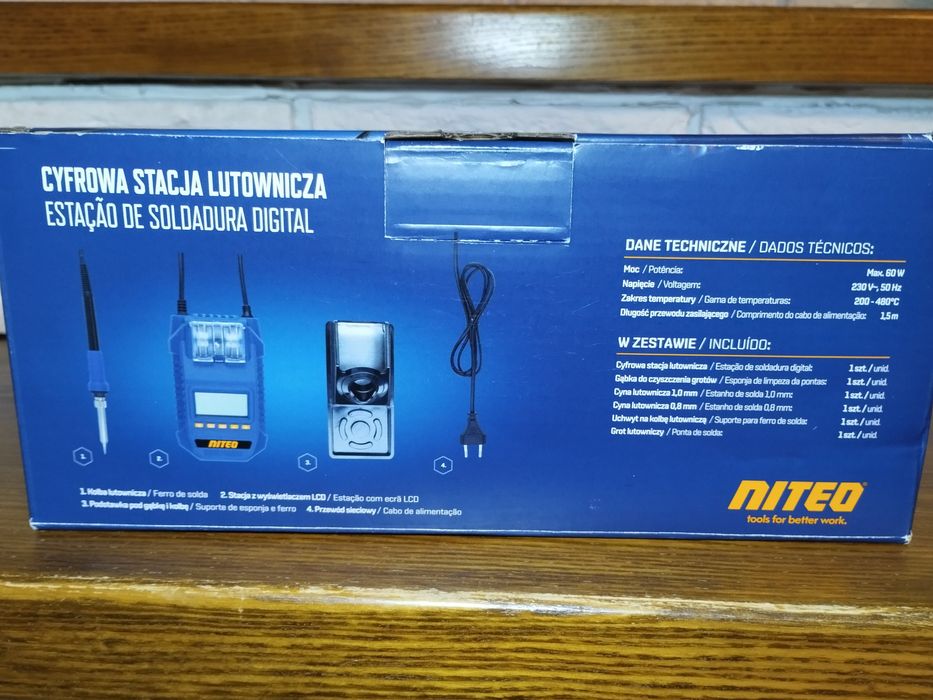 CYFROWA STACJA LUTOWNICZA
ESTAÇÃO DE SOLDADURA DIGITAL
NITEO
1.
2.
3.
4.
1. Kolba lutownicza / Ferro de solda 2. Stacja z wyświetlaczem LCD / Estação com ecrã LCD
3. Podstawka pod gąbkę i kolbę / Suporte de esponja e ferro 4. Przewód sieciowy / Cabo de alimentação
DANE TECHNICZNE / DADOS TÉCNICOS:
Moc / Potência: Max. 60 W
Napięcie / Voltagem: 230 V~, 50 Hz
Zakres temperatury / Gama de temperaturas: 200 - 480°C
Długość przewodu zasilającego / Comprimento do cabo de alimentação: 1,5 m
W ZESTAWIE / INCLUÍDO:
Cyfrowa stacja lutownicza / Estação de soldadura digital: 1 szt./ unid.
Gąbka do czyszczenia grotów / Esponja de limpeza da pontas: 1 szt./ unid.
Cyna lutownicza 1,0 mm / Estanho de solda 1,0 mm: 1 szt./ unid.
Cyna lutownicza 0,8 mm / Estanho de solda 0,8 mm: 1 szt./ unid.
Uchwyt na kolbę lutowniczą / Suporte para ferro de solda: 1 szt./ unid.
Grot lutowniczy / Ponta de solda: 1 szt./ unid.
NITEO
tools for better work.